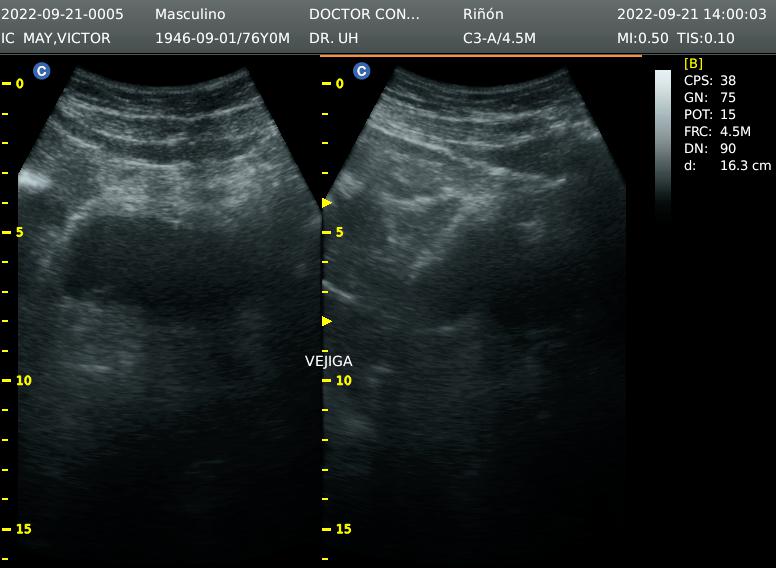 2022-09-21-0005 Masculino DOCTOR CON... Riñón 2022-09-21 14:00:03
IC MAY,VICTOR 1946-09-01/76Y0M DR. UH C3-A/4.5M MI:0.50 TIS:0.10
C C
[B]
CPS: 38
GN: 75
POT: 15
FRC: 4.5M
DN: 90
d: 16.3 cm
0 0
5 5
VEJIGA
10 10
15 15